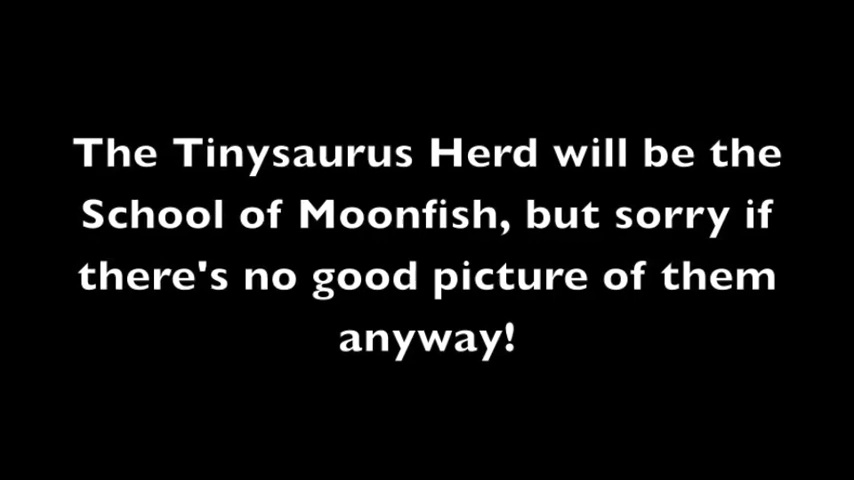 The Tinysaurus Herd will be the
School of Moonfish, but sorry if
there's no good picture of them
anyway!